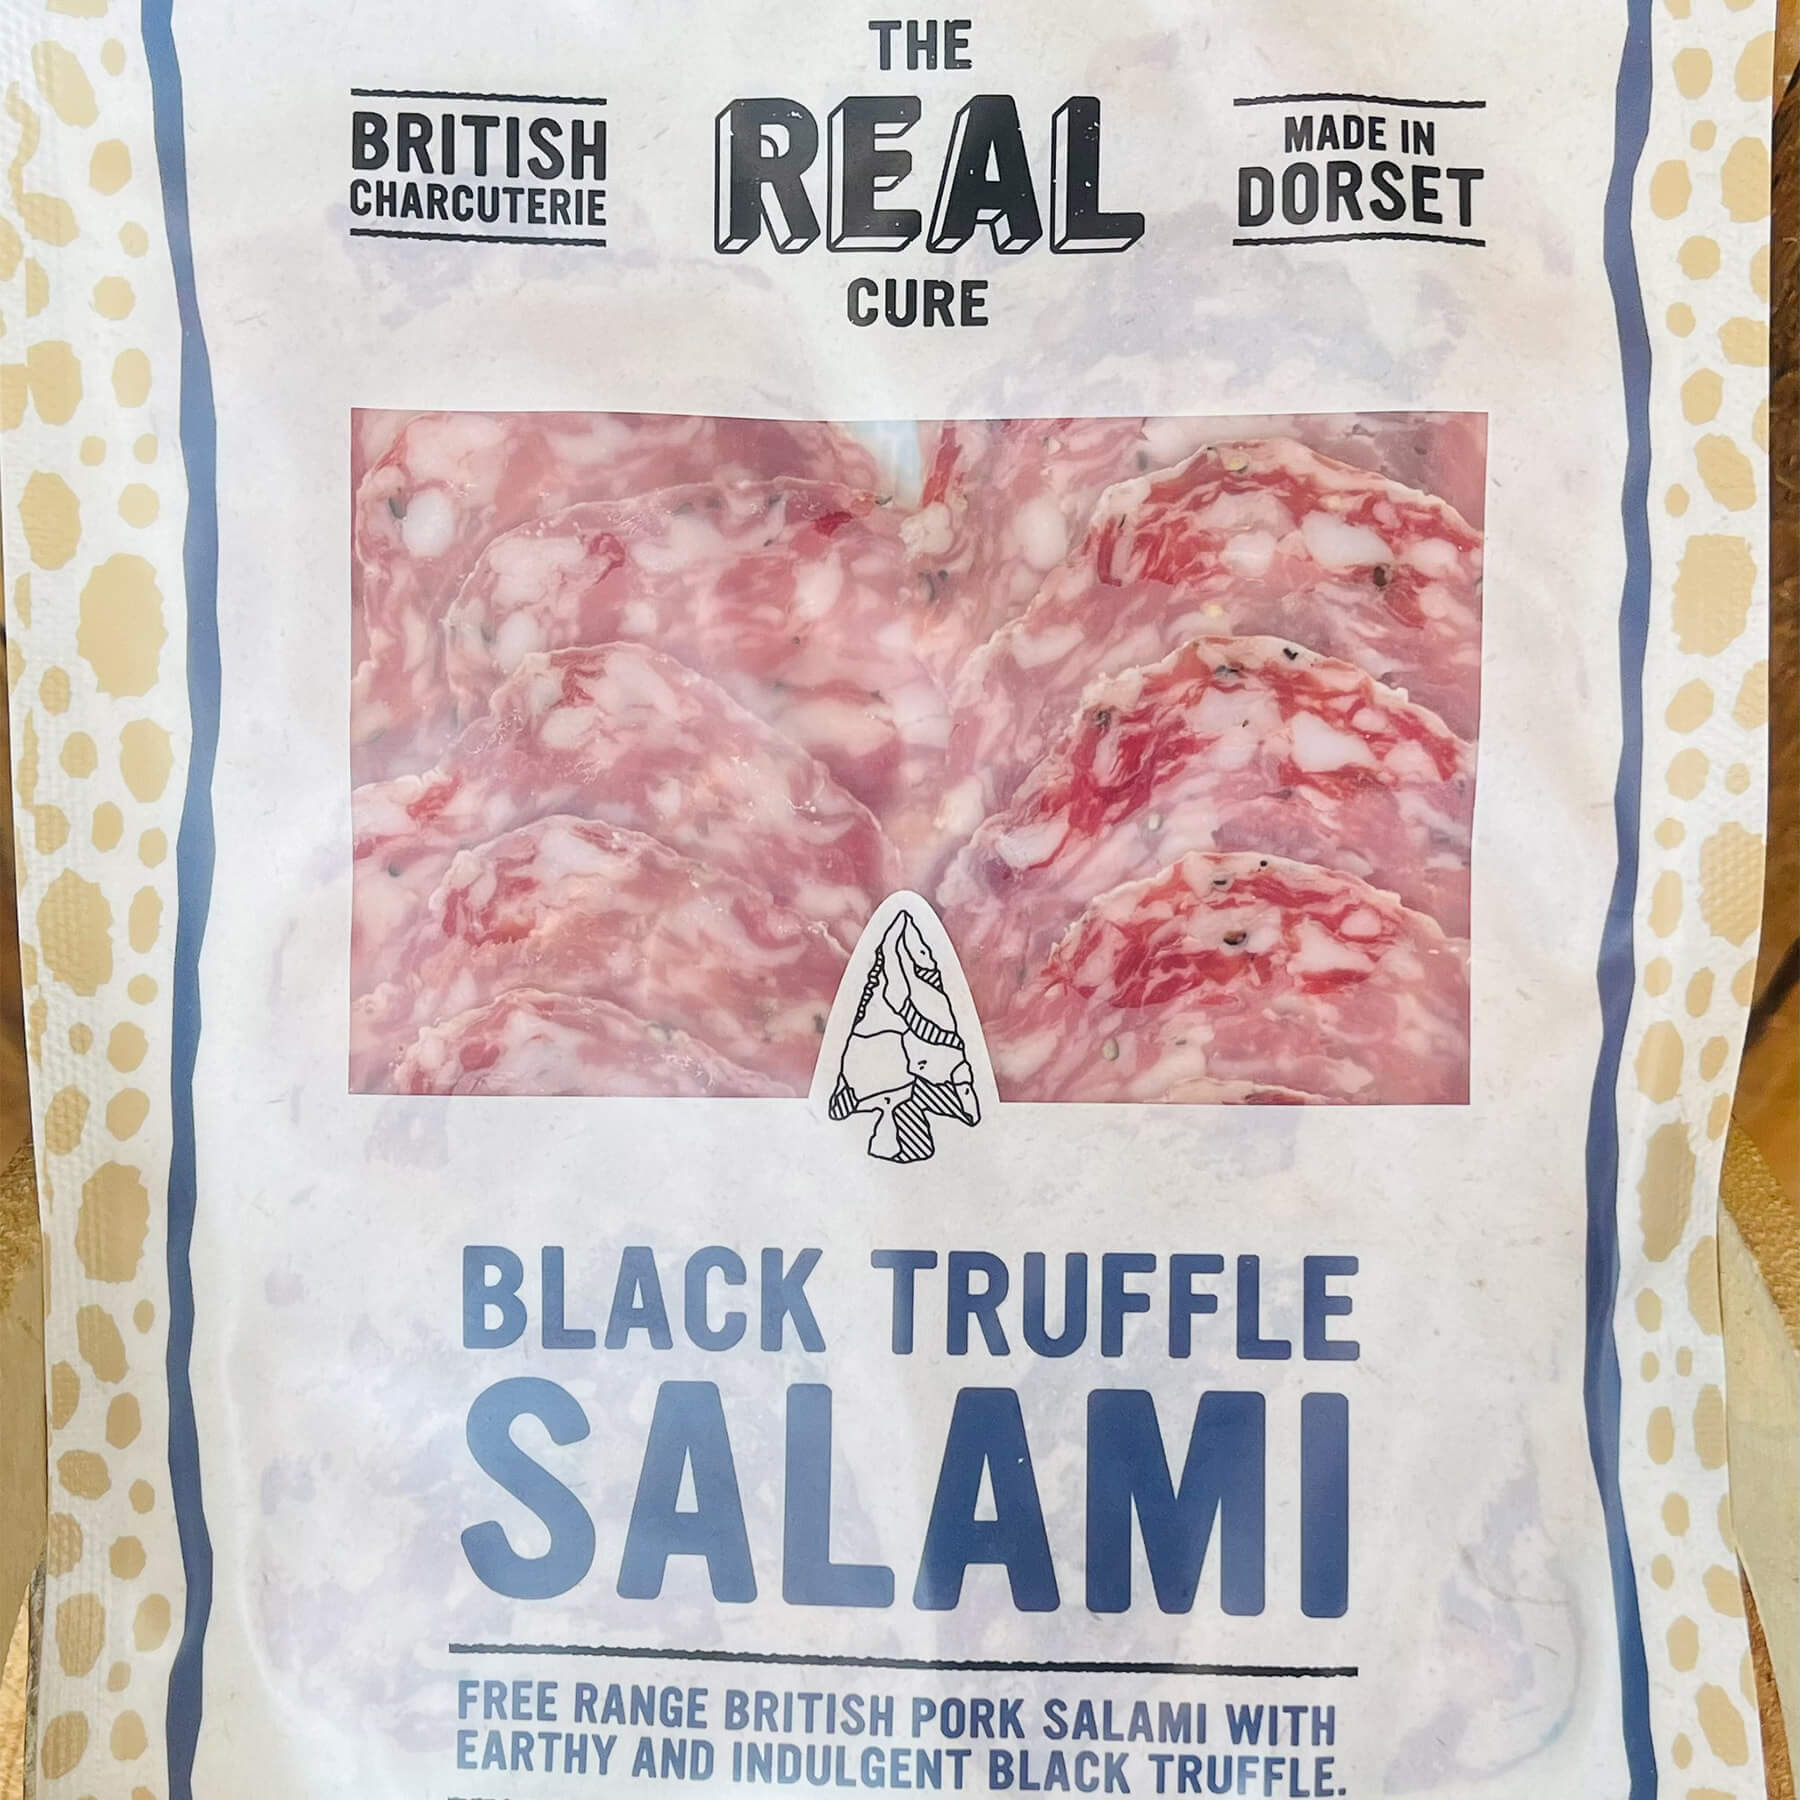 THE
REAL
CURE
BRITISH
CHARCUTERIE
MADE IN
DORSET
BLACK TRUFFLE
SALAMI
FREE RANGE BRITISH PORK SALAMI WITH
EARTHY AND INDULGENT BLACK TRUFFLE.